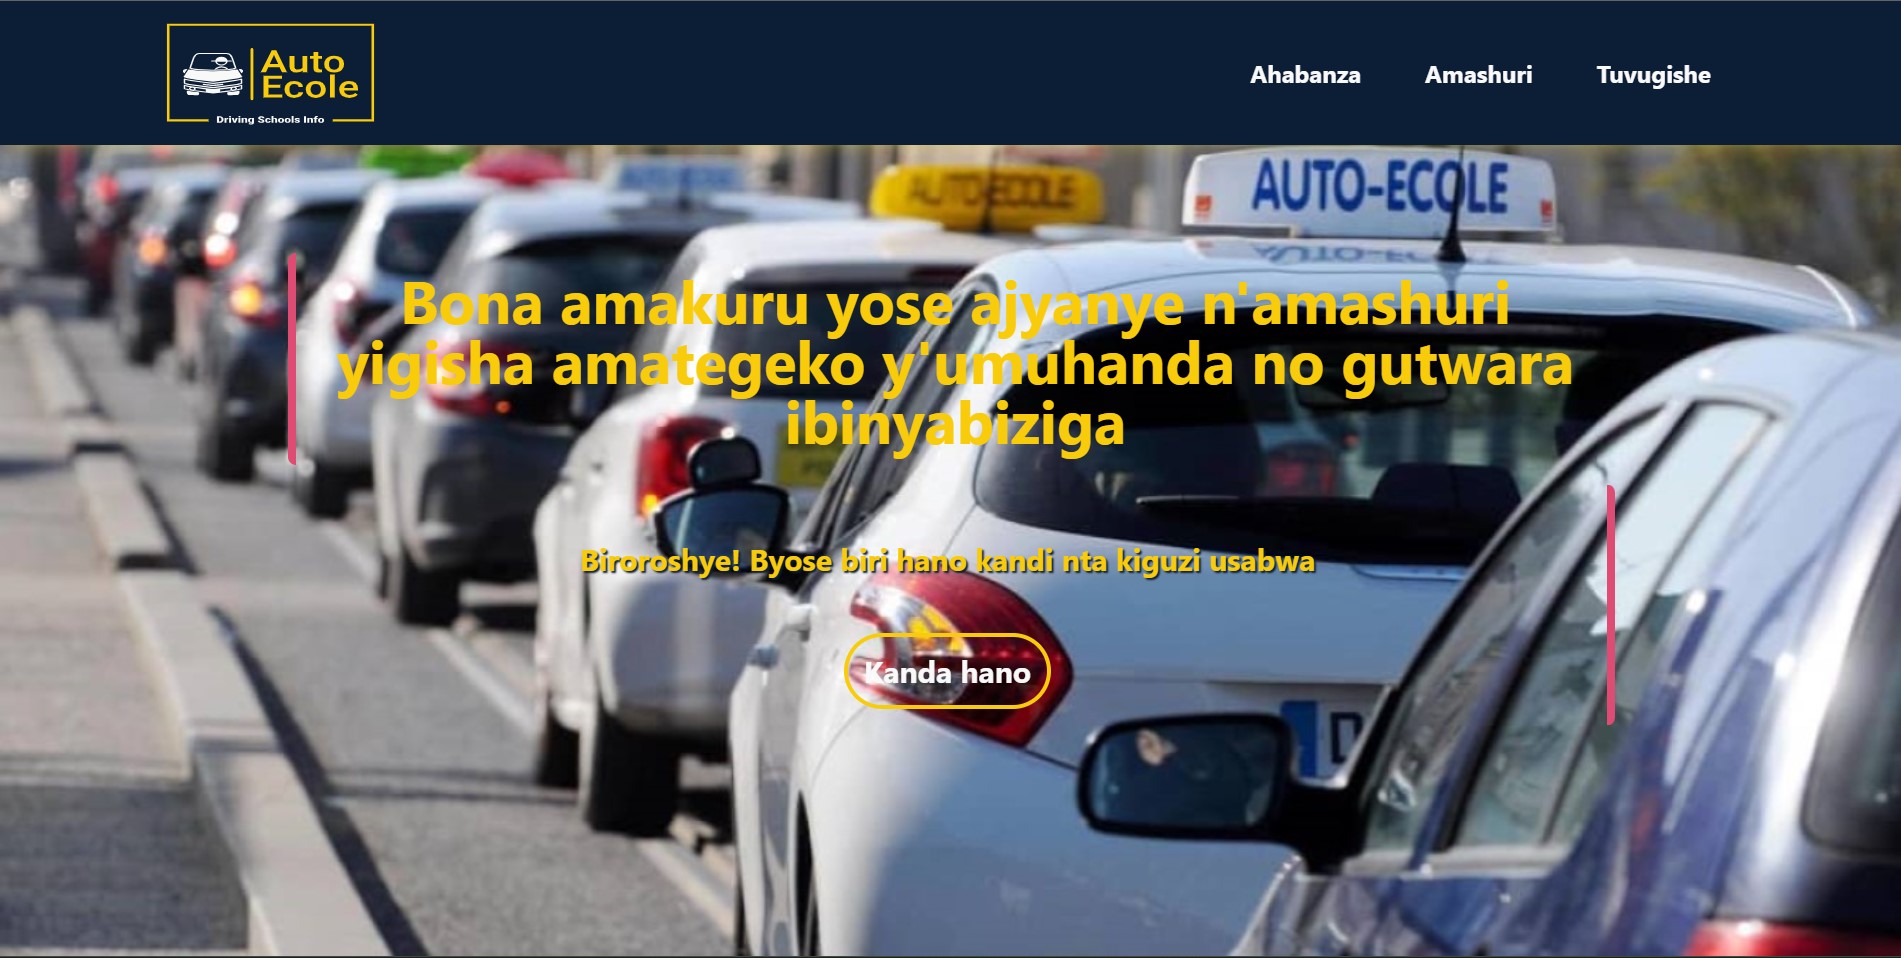 Auto
Ecole
Driving Schools Info
Ahabanza
Amashuri
Tuvugishe
AUTO-ECOLE
AUTO-ECOLE
Bona amakuru yose ajyanye n'amashuri
yigisha amategeko y'umuhanda no gutwara
ibinyabiziga
Biroroshye! Byose biri hano kandi nta kiguzi usabwa
Kanda hano
D